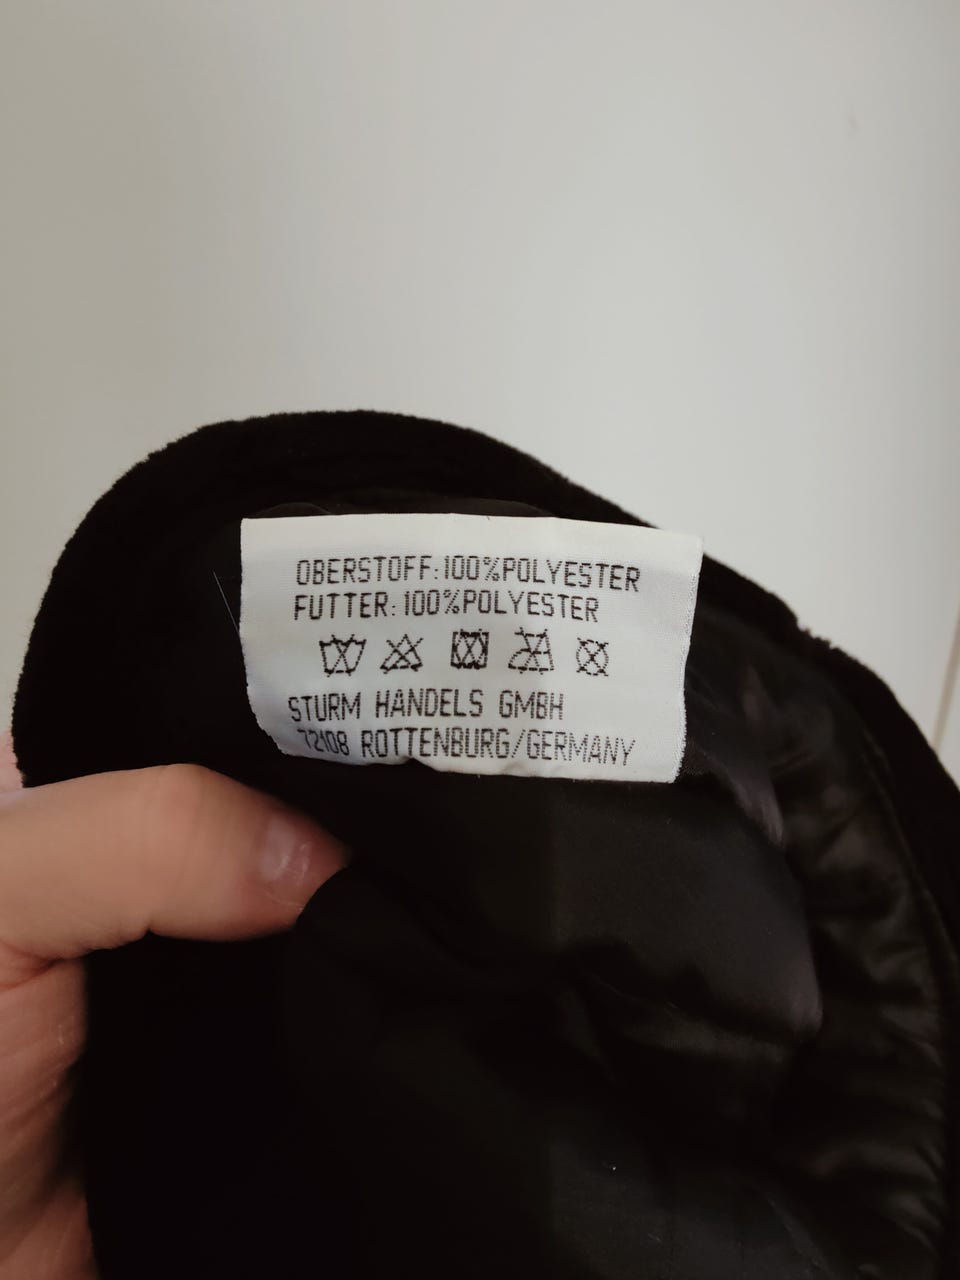 OBERSTOFF:100%POLYESTER
FUTTER:100%POLYESTER
STURM HANDELS GMBH
72108 ROTTENBURG/GERMANY